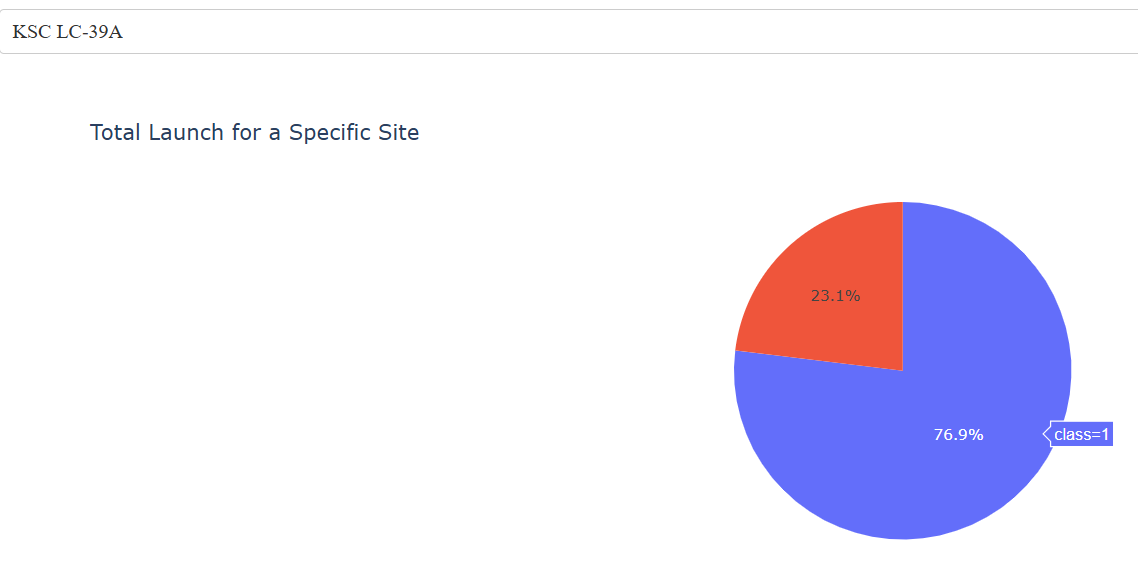 KSC LC-39A
Total Launch for a Specific Site
23.1%
76.9%
class=1